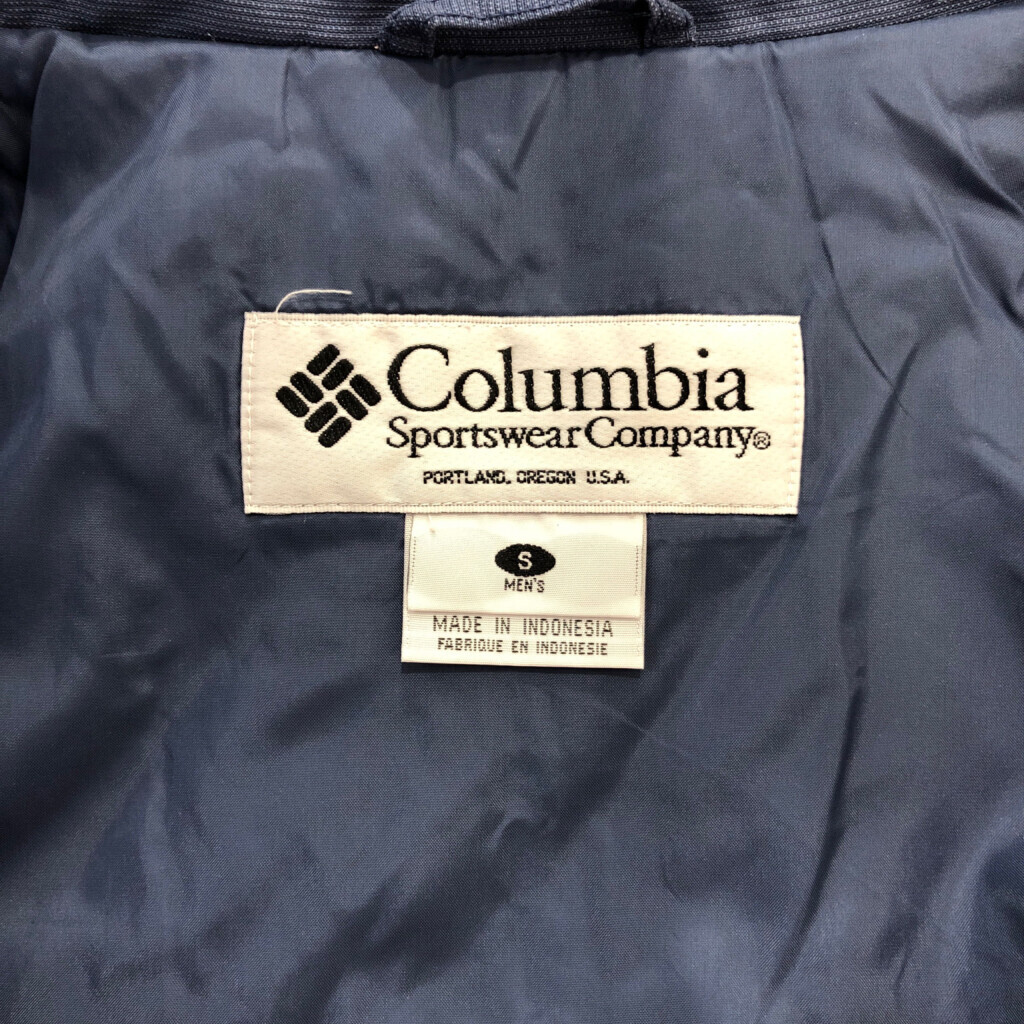 Columbia
Sportswear Company®
PORTLAND, OREGON U.S.A.
S
MEN'S
MADE IN INDONESIA
FABRIQUE EN INDONESIE